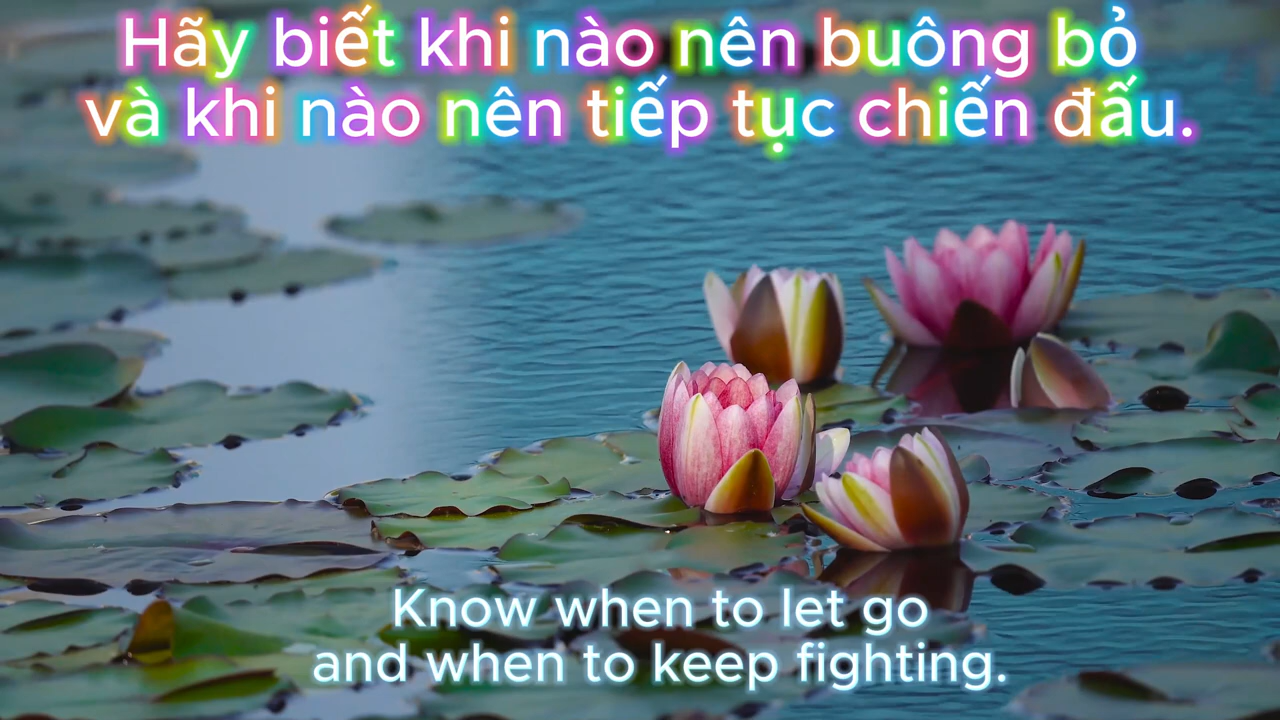 Hãy biết khi nào nên buông bỏ
và khi nào nên tiếp tục chiến đấu.
Know when to let go
and when to keep fighting.